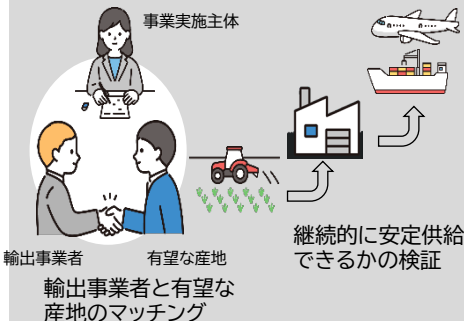 事業実施主体
輸出事業者
有望な産地
輸出事業者と有望な
産地のマッチング
継続的に安定供給
できるかの検証